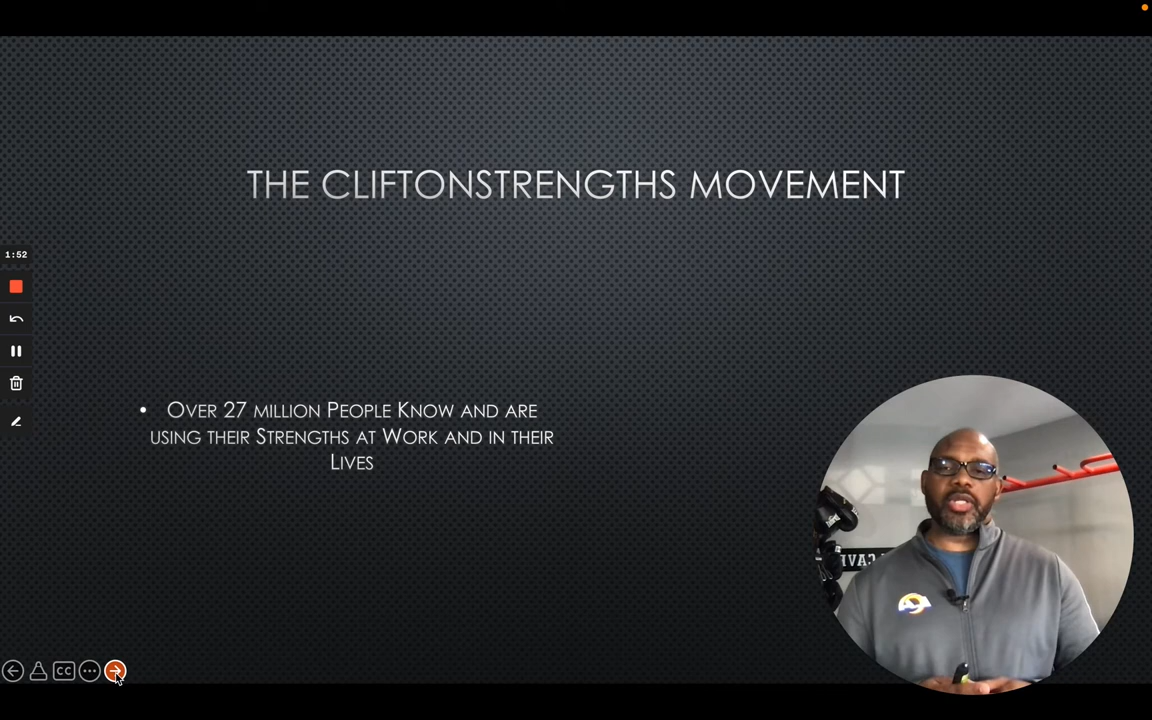 THE CLIFTONSTRENGTHS MOVEMENT
1:52
• OVER 27 MILLION PEOPLE KNOW AND ARE
USING THEIR STRENGTHS AT WORK AND IN THEIR
LIVES
CC